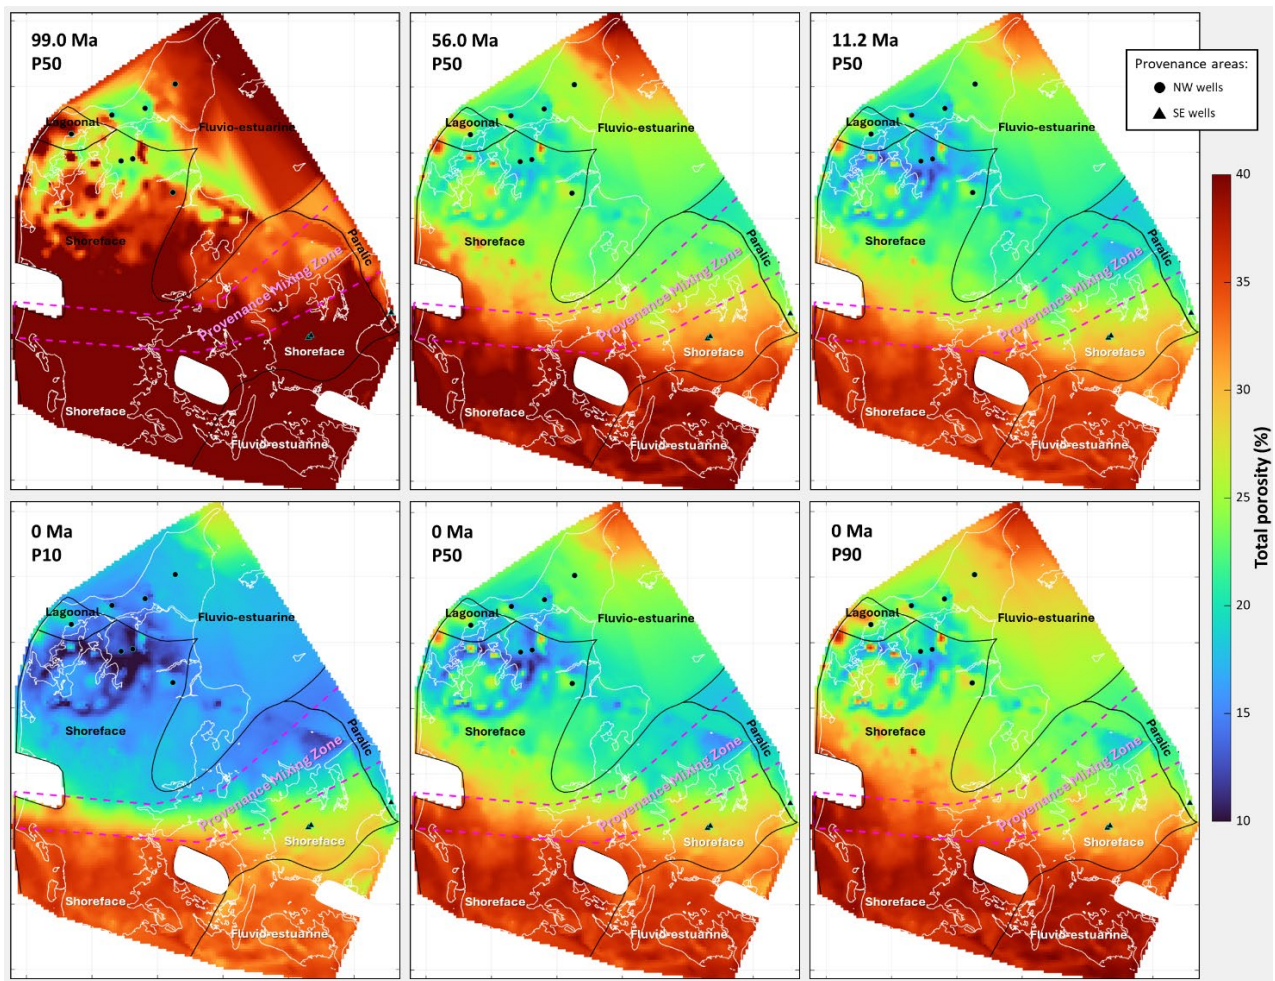 99.0 Ma
P50
Lagoonal
Fluvio-estuarine
Shoreface
Paralic
Provenance Mixing Zone
Shoreface
Shoreface
Fluvio-estuarine
56.0 Ma
P50
Fluvio-estuarine
Shoreface
Paralic
Provenance Mixing Zone
Shoreface
Shoreface
Fluvio-estuarine
11.2 Ma
P50
Lagoonal
Fluvio-estuarine
Shoreface
Paralic
Provenance Mixing Zone
Shoreface
Shoreface
Fluvio-estuarine
Provenance areas:
NW wells
SE wells
0 Ma
P10
Lagoonal
Fluvio-estuarine
Shoreface
Paralic
Provenance Mixing Zone
Shoreface
Shoreface
Fluvio-estuarine
0 Ma
P50
Fluvio-estuarine
Shoreface
Paralic
Provenance Mixing Zone
Shoreface
Shoreface
Fluvio-estuarine
0 Ma
P90
Lagoonal
Fluvio-estuarine
Shoreface
Paralic
Provenance Mixing Zone
Shoreface
Shoreface
Fluvio-estuarine
40
35
30
25
20
15
10
Total porosity (%)